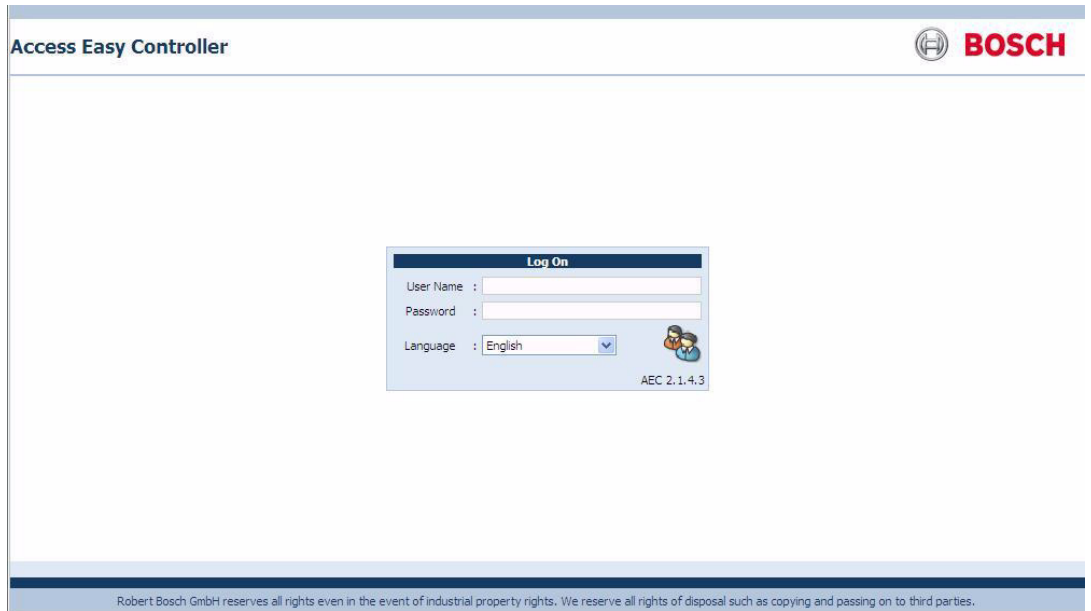 Access Easy Controller
BOSCH
Log On
User Name :
Password :
Language : English
AEC 2.1.4.3
Robert Bosch GmbH reserves all rights even in the event of industrial property rights. We reserve all rights of disposal such as copying and passing on to third parties.